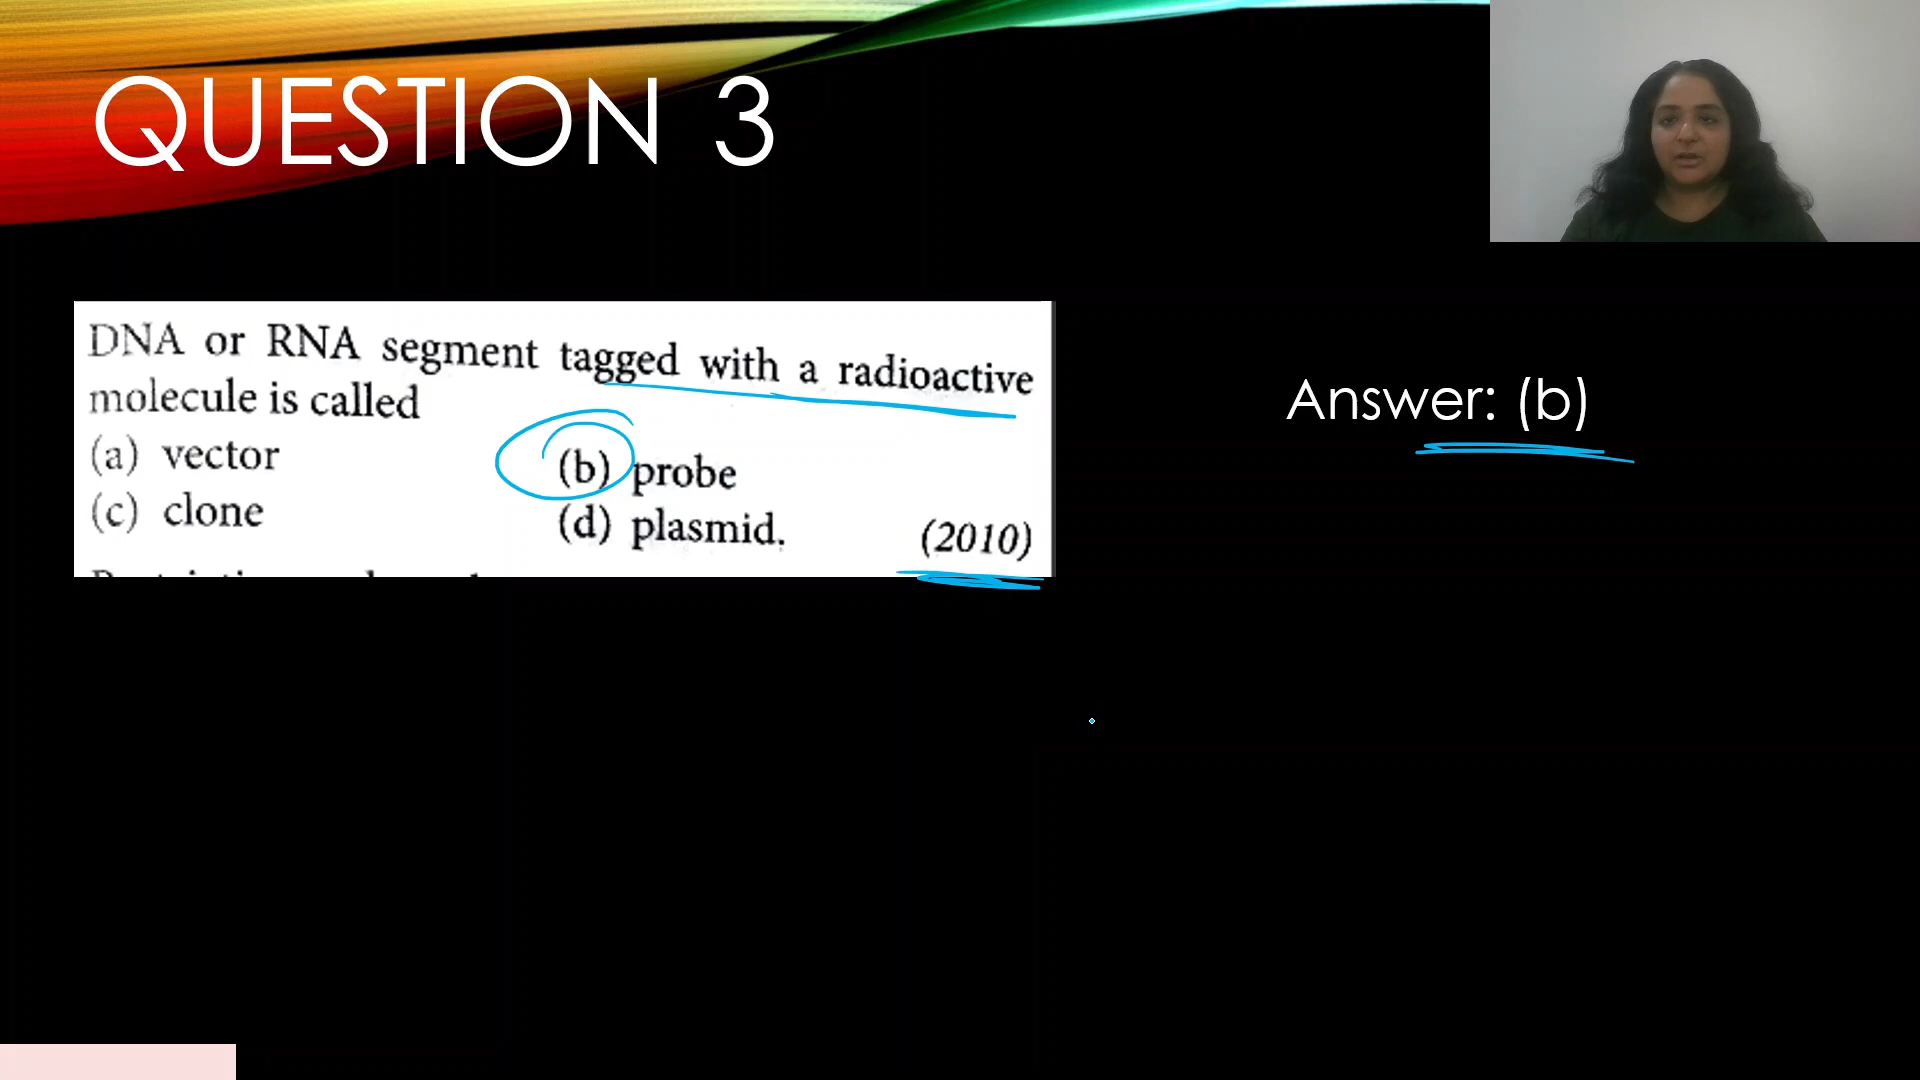 QUESTION 3
DNA or RNA segment tagged with a radioactive
molecule is called
(a) vector (b) probe
(c) clone (d) plasmid. (2010)
Answer: (b)